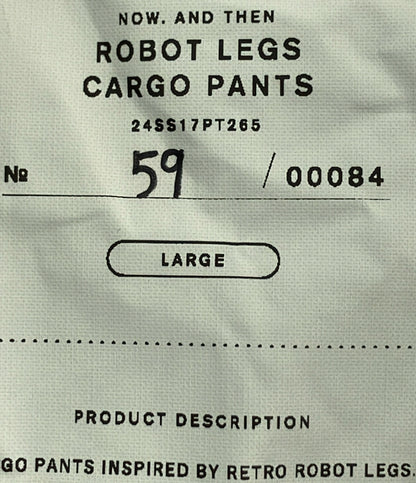 NOW. AND THEN
ROBOT LEGS
CARGO PANTS
24SS17PT265
№ 59 / 00084
LARGE
PRODUCT DESCRIPTION
GO PANTS INSPIRED BY RETRO ROBOT LEGS.